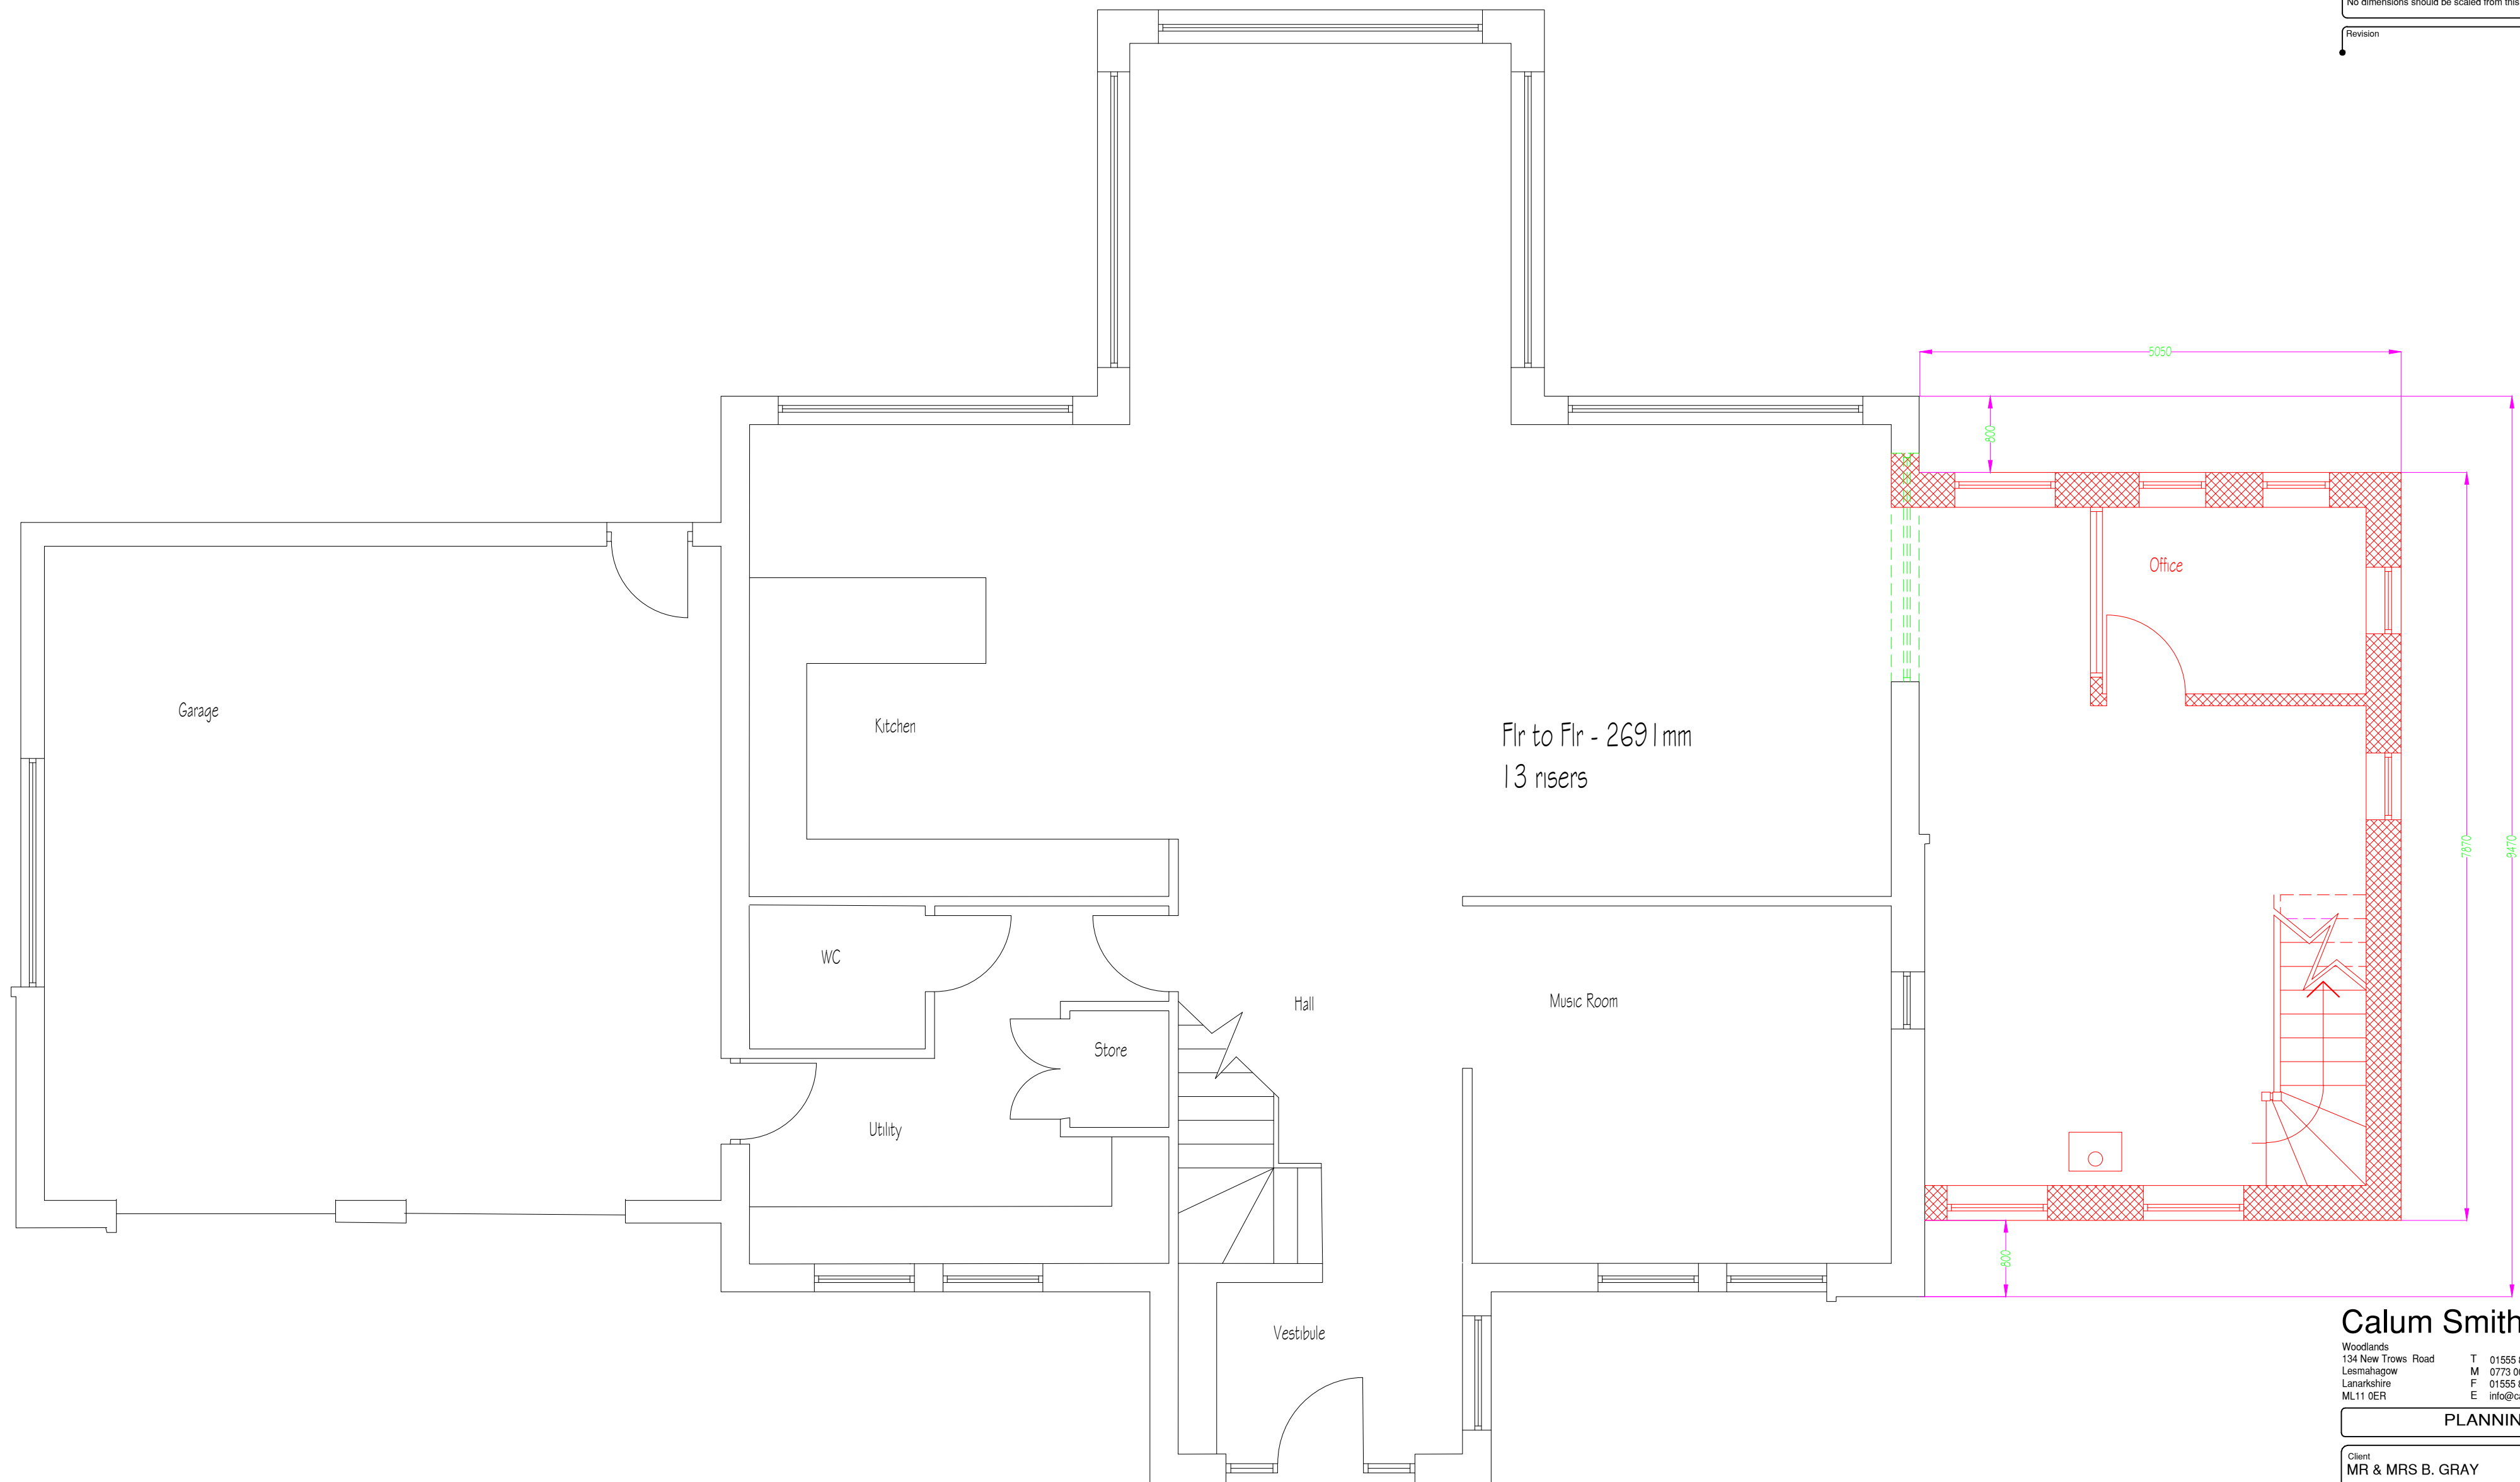 No dimensions should be scaled from this
Revision
5050
800
Office
Garage
Kitchen
Flr to Flr - 2691mm
13 risers
7870
9470
WC
Hall
Music Room
Store
Utility
800
Vestibule
Calum Smith
Woodlands
134 New Trows Road T 01555
Lesmahagow M 0773
Lanarkshire F 01555
ML11 0ER E info@ca
PLANNIN
Client
MR & MRS B. GRAY